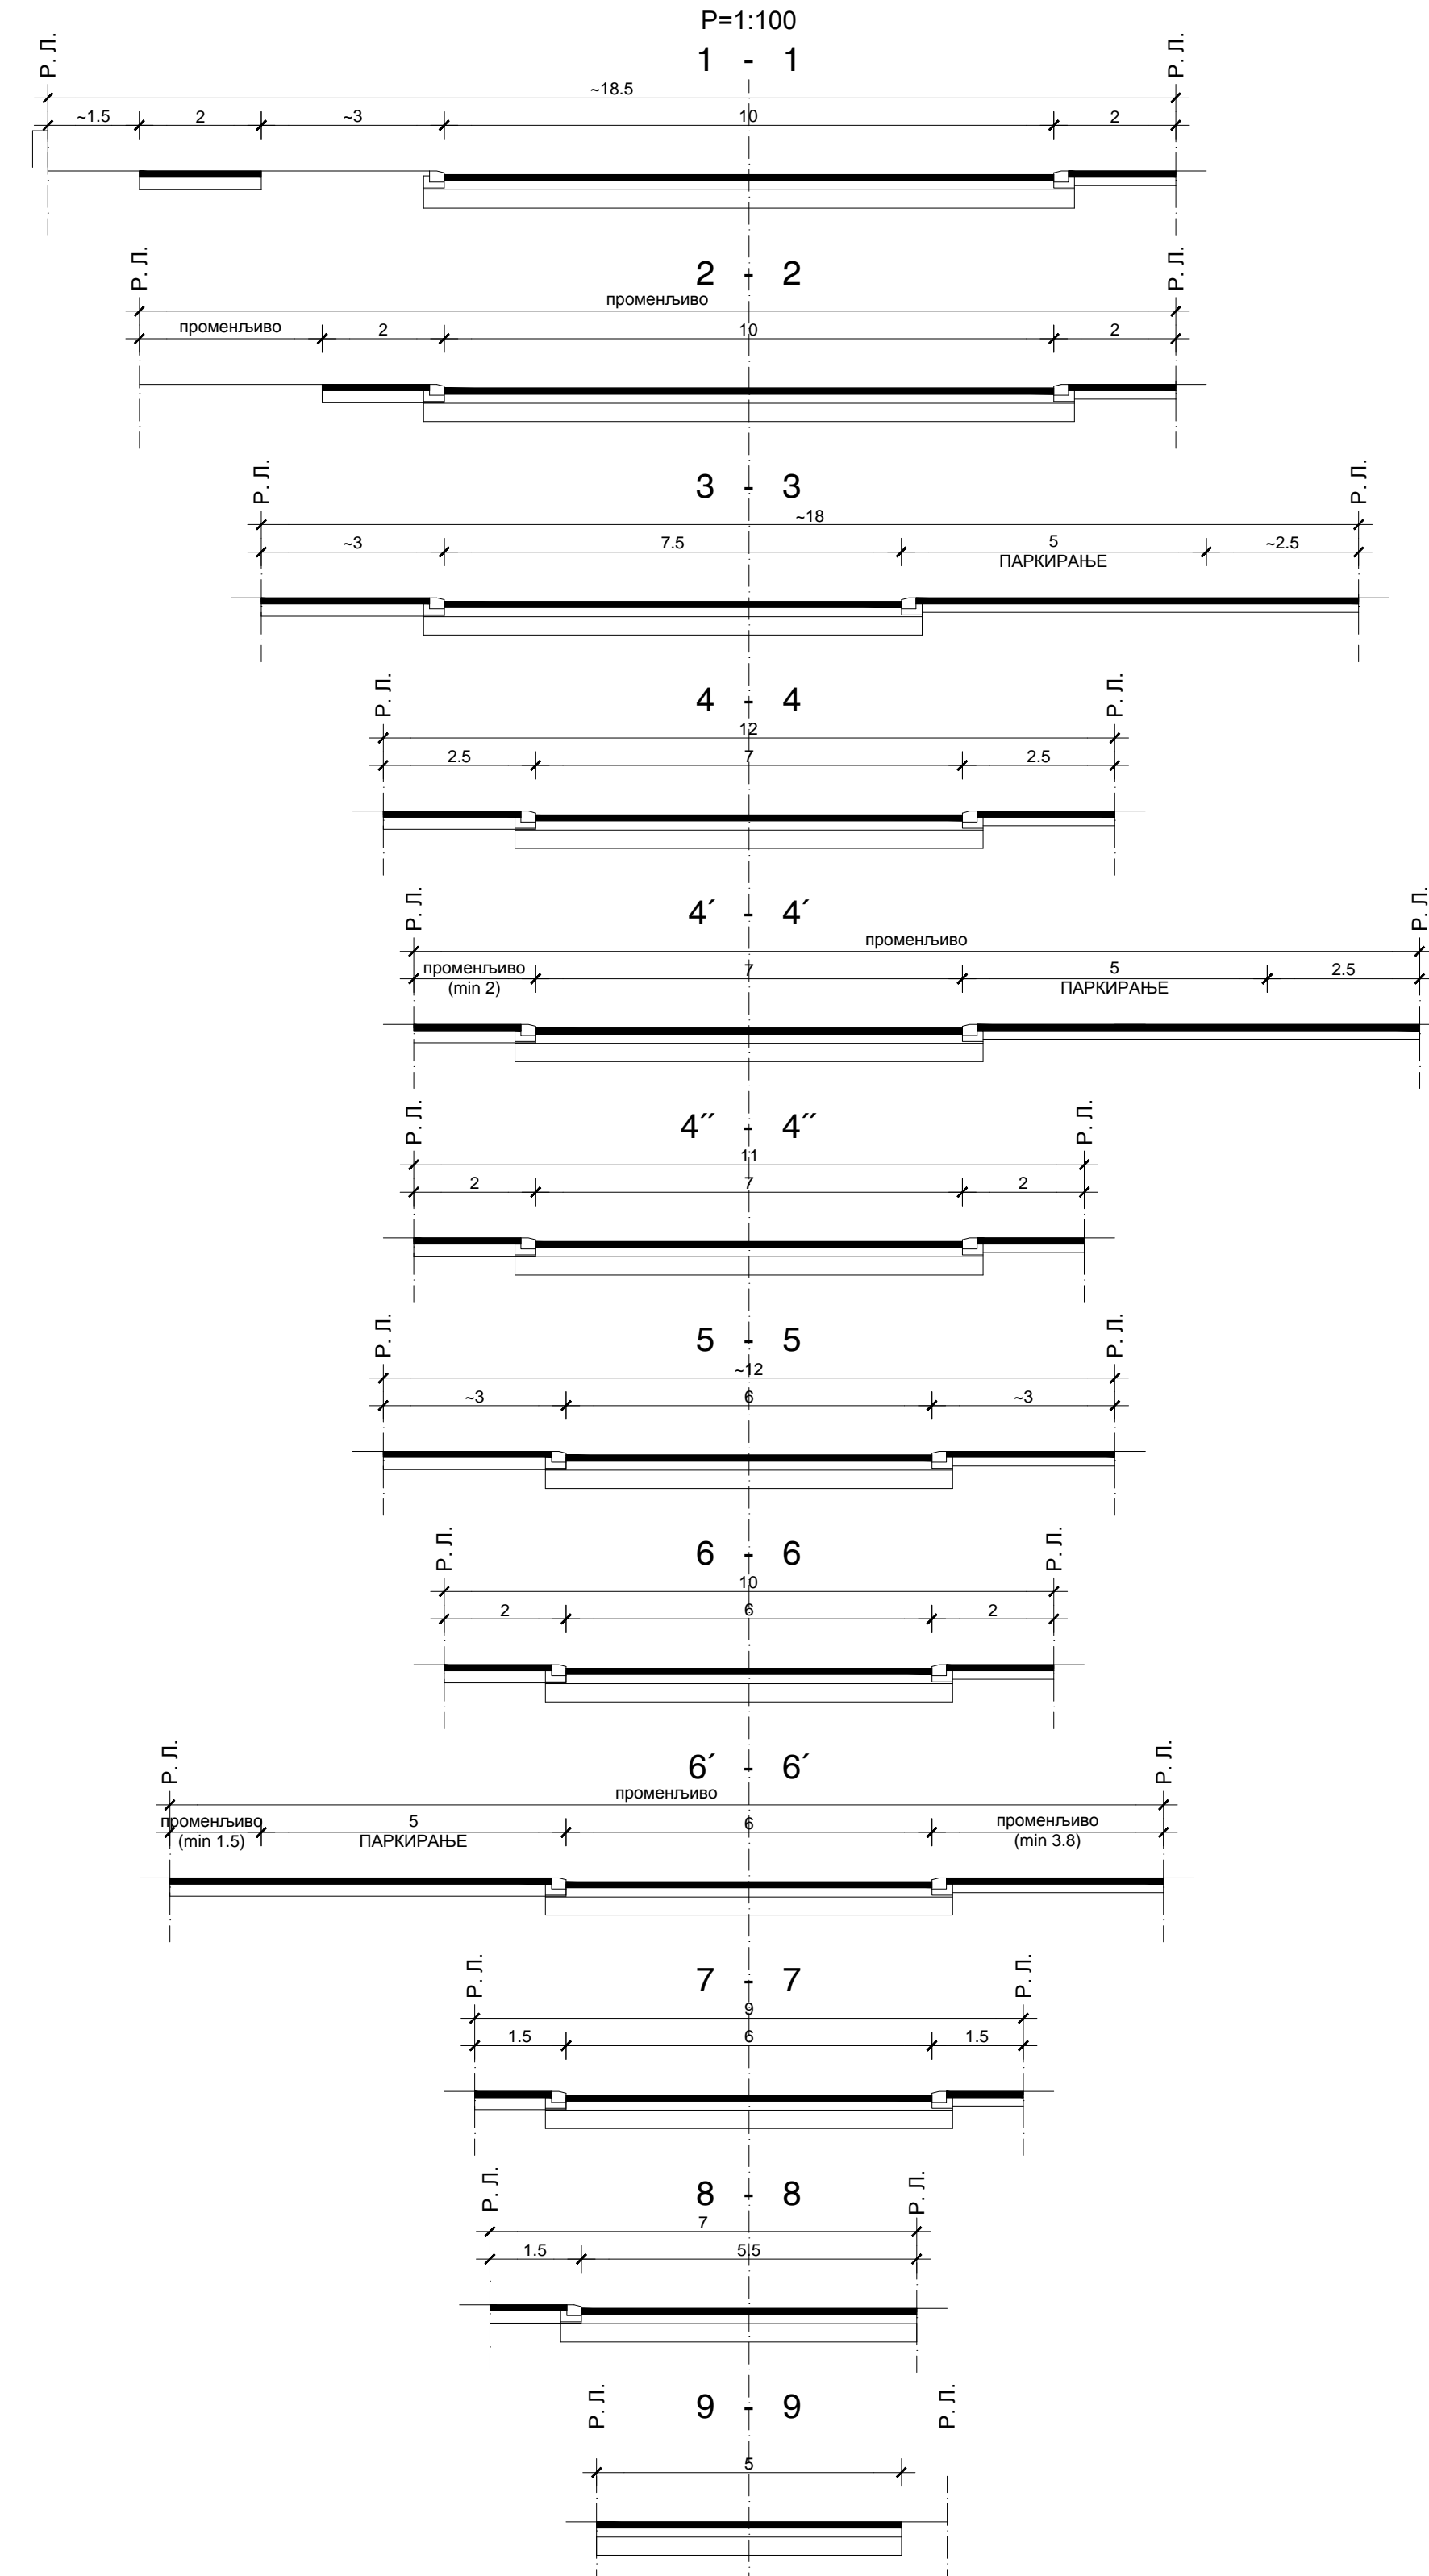 P=1:100
1 - 1
Р. Л.
Р. Л.
~18.5
~1.5 2 ~3 10 2
2 - 2
Р. Л.
Р. Л.
променљиво
променљиво 2 10 2
3 - 3
Р. Л.
Р. Л.
~18
~3 7.5 5 ~2.5
ПАРКИРАЊЕ
4 - 4
Р. Л.
Р. Л.
12
2.5 7 2.5
4´ - 4´
Р. Л.
Р. Л.
променљиво
променљиво 7 5 2.5
(min 2) ПАРКИРАЊЕ
4´´ - 4´´
Р. Л.
Р. Л.
11
2 7 2
5 - 5
Р. Л.
Р. Л.
~12
~3 6 ~3
6 - 6
Р. Л.
Р. Л.
10
2 6 2
6´ - 6´
Р. Л.
Р. Л.
променљиво
променљиво 5 6 променљиво
(min 1.5) ПАРКИРАЊЕ (min 3.8)
7 - 7
Р. Л.
Р. Л.
9
1.5 6 1.5
8 - 8
Р. Л.
Р. Л.
7
1.5 5.5
9 - 9
Р. Л.
Р. Л.
5